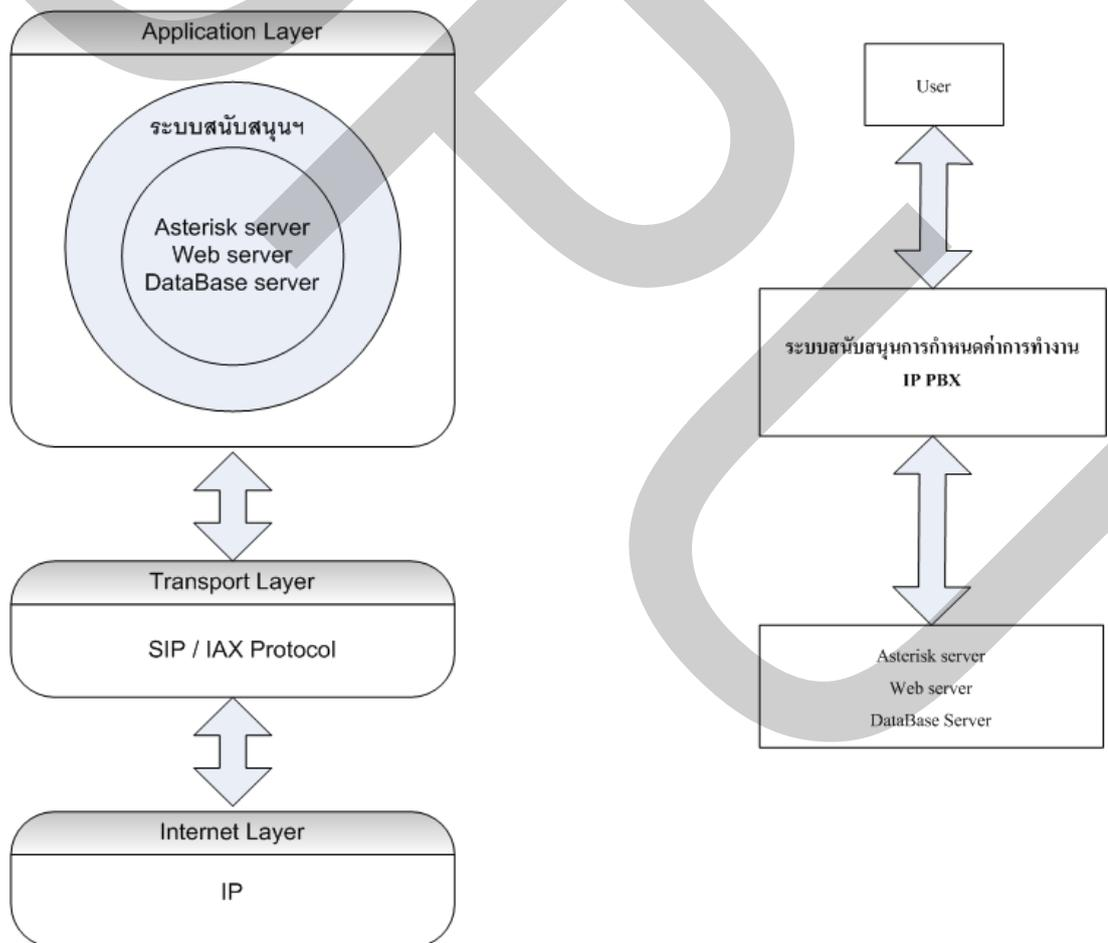 Application Layer
ระบบสนับสนุนฯ
Asterisk server
Web server
DataBase server
Transport Layer
SIP / IAX Protocol
Internet Layer
IP
User
ระบบสนับสนุนการกำหนดค่าการทำงาน
IP PBX
Asterisk server
Web server
DataBase Server